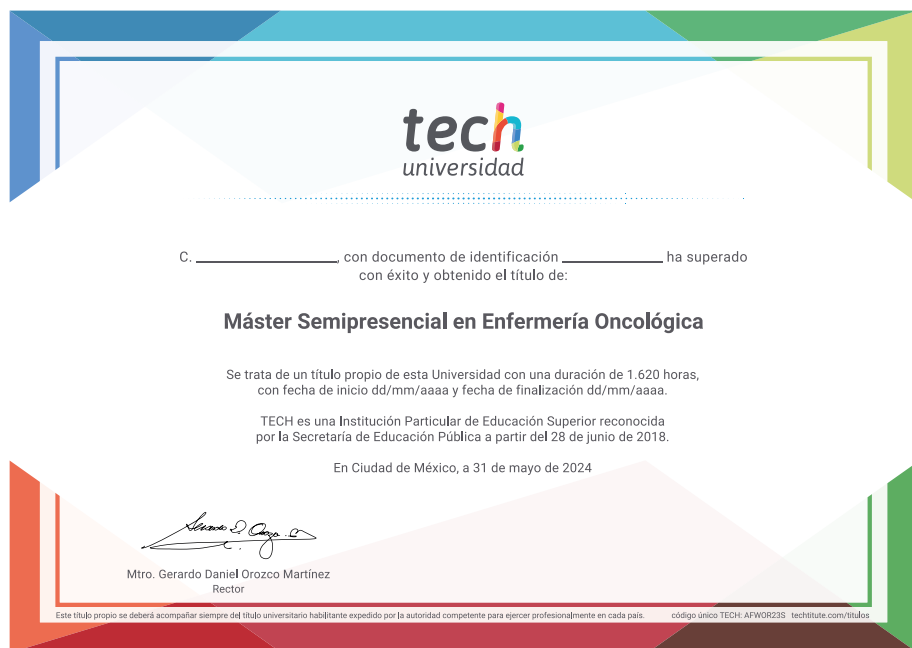 tech
universidad
C. ____________________, con documento de identificación ______________ ha superado
con éxito y obtenido el título de:
Máster Semipresencial en Enfermería Oncológica
Se trata de un título propio de esta Universidad con una duración de 1.620 horas,
con fecha de inicio dd/mm/aaaa y fecha de finalización dd/mm/aaaa.
TECH es una Institución Particular de Educación Superior reconocida
por la Secretaría de Educación Pública a partir del 28 de junio de 2018.
En Ciudad de México, a 31 de mayo de 2024
Mtro. Gerardo Daniel Orozco Martínez
Rector
Este título propio se deberá acompañar siempre del título universitario habilitante expedido por la autoridad competente para ejercer profesionalmente en cada país. código único TECH: AFWOR23S techtitute.com/titulos